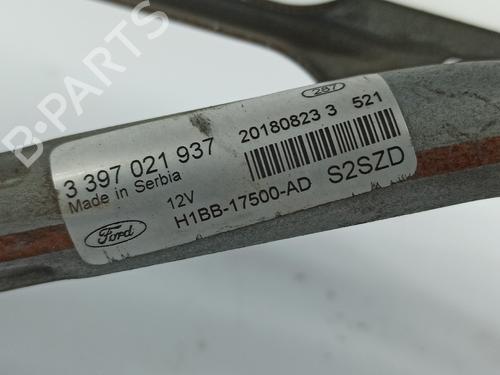 287
3 397 021 937
20180823 3 521
Made in Serbia
12V
H1BB-17500-AD
S2SZD
Ford
B-PARTS